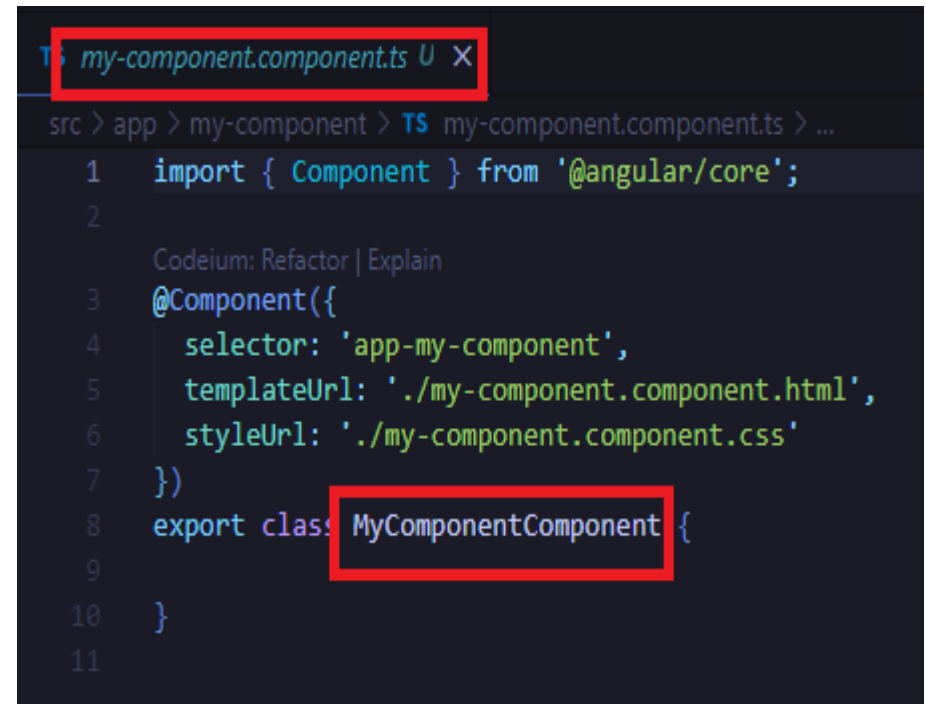 TS my-component.component.ts U X
src > app > my-component > TS my-component.component.ts > ...
1 import { Component } from '@angular/core';
2
Codeium: Refactor | Explain
3 @Component({
4 selector: 'app-my-component',
5 templateUrl: './my-component.component.html',
6 styleUrl: './my-component.component.css'
7 })
8 export class MyComponentComponent {
9
10 }
11